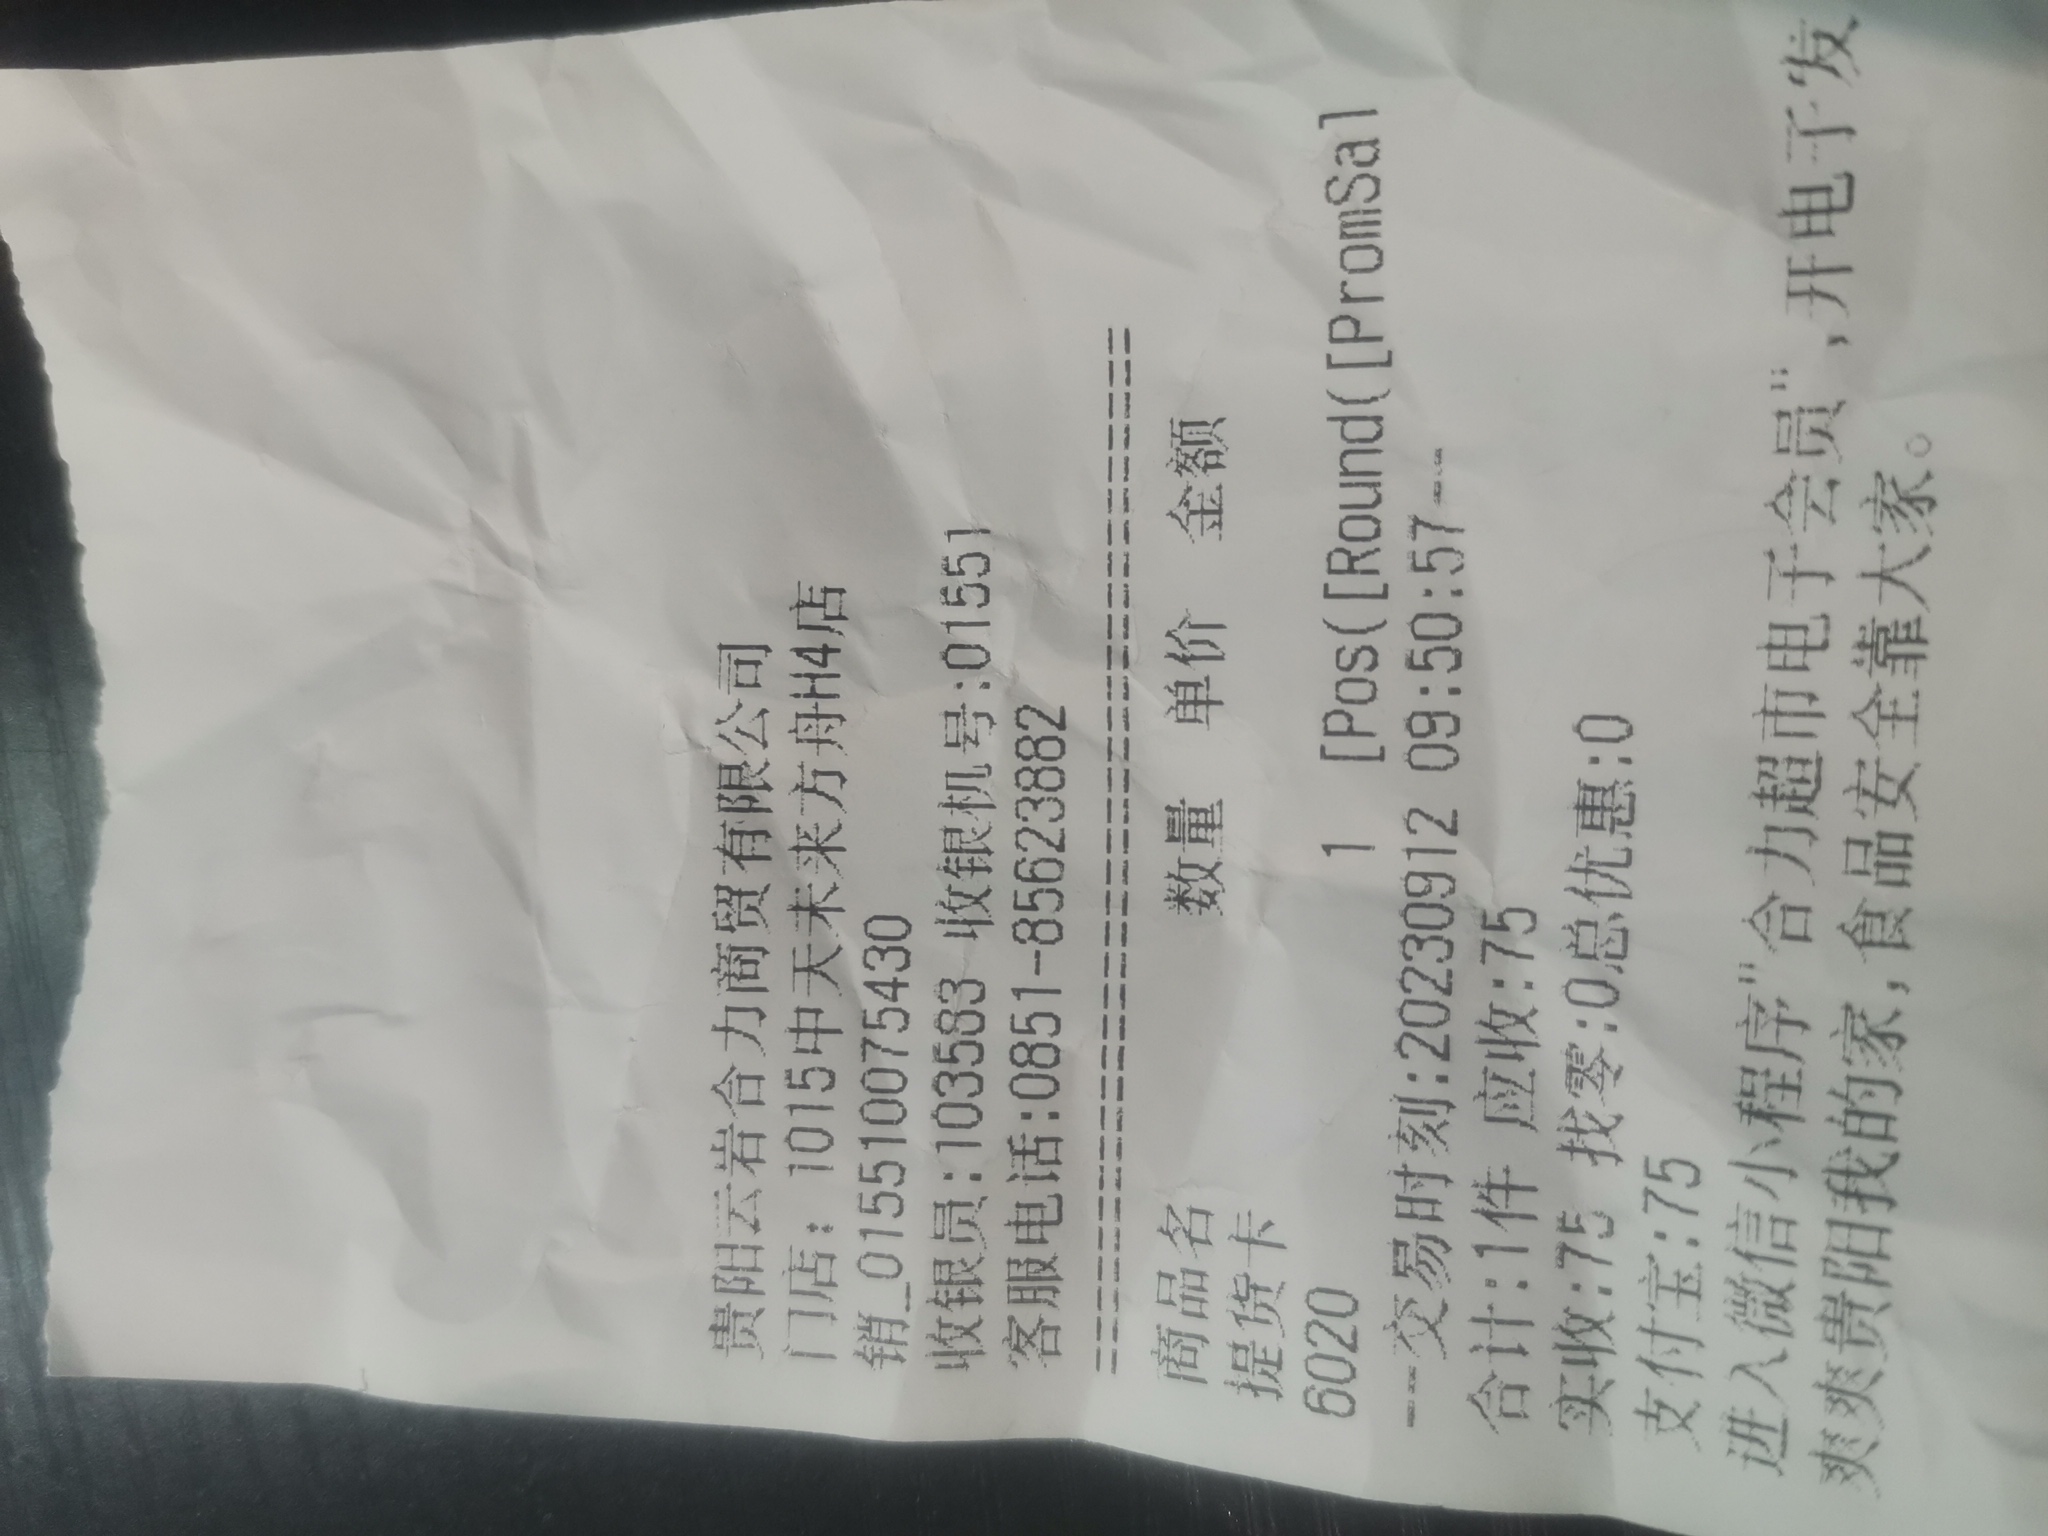 贵阳云岩合力商贸有限公司
门店: 1015中天未来方舟H4店
销_015510075430
收银员:103583 收银机号:01551
客服电话:0851-85623882
==========================================
商品名 数量 单价 金额
提货卡
6020 1 [Pos([Round([PromSal
--交易时刻:20230912 09:50:57--
合计:1件 应收:75
实收:75 找零:0总优惠:0
支付宝:75
进入微信小程序"合力超市电子会员",开电子发
爽爽贵阳我的家,食品安全靠大家。